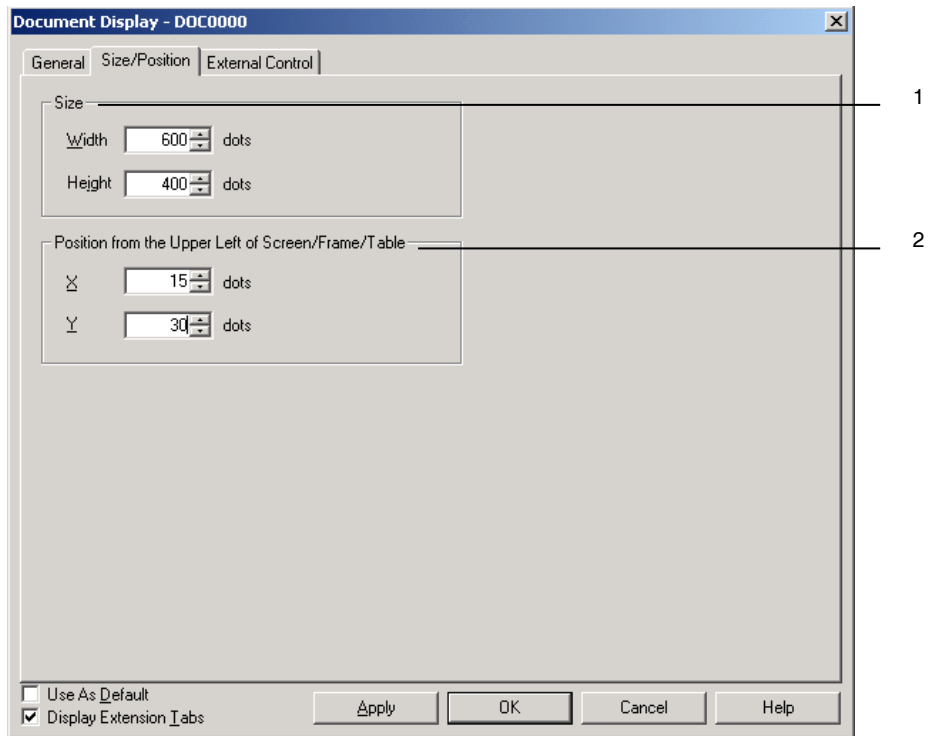 Document Display - DOC0000
General Size/Position External Control
Size 1
Width 600 dots
Height 400 dots
Position from the Upper Left of Screen/Frame/Table 2
X 15 dots
Y 30 dots
Use As Default
Display Extension Tabs
Apply OK Cancel Help